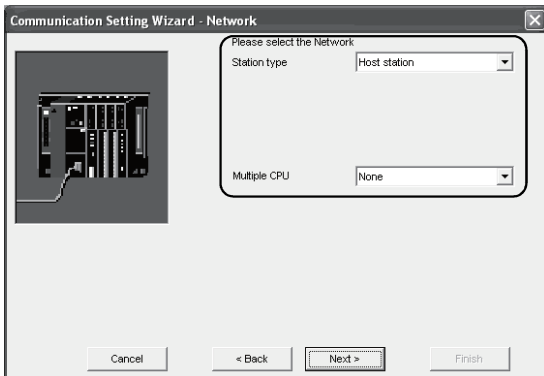 Communication Setting Wizard - Network
Please select the Network
Station type Host station
Multiple CPU None
Cancel < Back Next > Finish